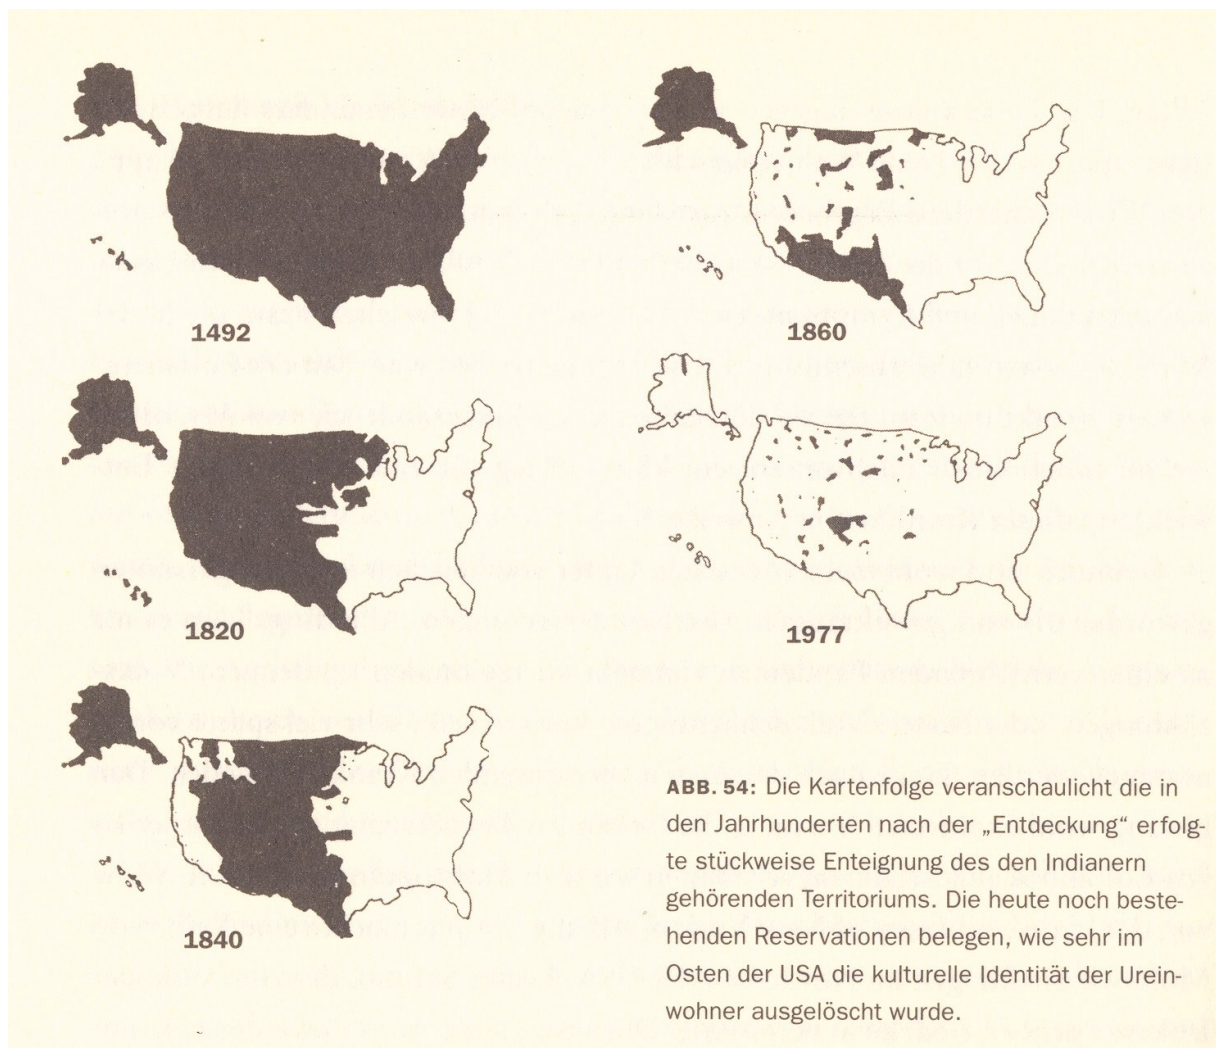 1492
1820
1840
1860
1977
ABB. 54: Die Kartenfolge veranschaulicht die in
den Jahrhunderten nach der „Entdeckung“ erfolg-
te stückweise Enteignung des den Indianern
gehörenden Territoriums. Die heute noch beste-
henden Reservationen belegen, wie sehr im
Osten der USA die kulturelle Identität der Urein-
wohner ausgelöscht wurde.